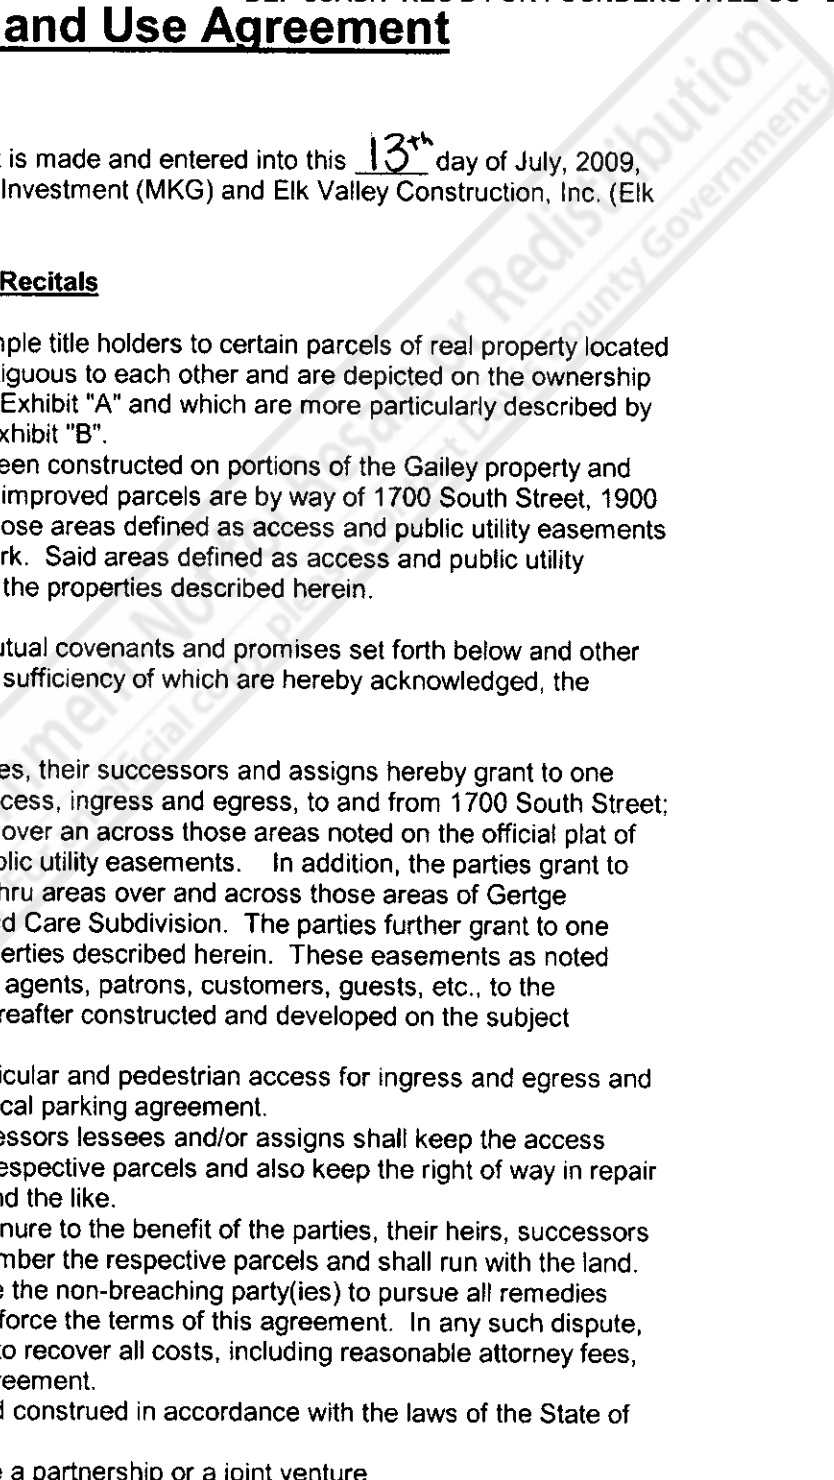 and Use Agreement
is made and entered into this 13th day of July, 2009,
Investment (MKG) and Elk Valley Construction, Inc. (Elk
Recitals
ple title holders to certain parcels of real property located
iguous to each other and are depicted on the ownership
Exhibit "A" and which are more particularly described by
xhibit "B".
een constructed on portions of the Gailey property and
improved parcels are by way of 1700 South Street, 1900
ose areas defined as access and public utility easements
rk. Said areas defined as access and public utility
the properties described herein.
utual covenants and promises set forth below and other
sufficiency of which are hereby acknowledged, the
es, their successors and assigns hereby grant to one
cess, ingress and egress, to and from 1700 South Street;
over an across those areas noted on the official plat of
blic utility easements. In addition, the parties grant to
hru areas over and across those areas of Gertge
d Care Subdivision. The parties further grant to one
erties described herein. These easements as noted
agents, patrons, customers, guests, etc., to the
reafter constructed and developed on the subject
icular and pedestrian access for ingress and egress and
cal parking agreement.
essors lessees and/or assigns shall keep the access
espective parcels and also keep the right of way in repair
nd the like.
nure to the benefit of the parties, their heirs, successors
mber the respective parcels and shall run with the land.
e the non-breaching party(ies) to pursue all remedies
force the terms of this agreement. In any such dispute,
to recover all costs, including reasonable attorney fees,
reement.
d construed in accordance with the laws of the State of
e a partnership or a joint venture